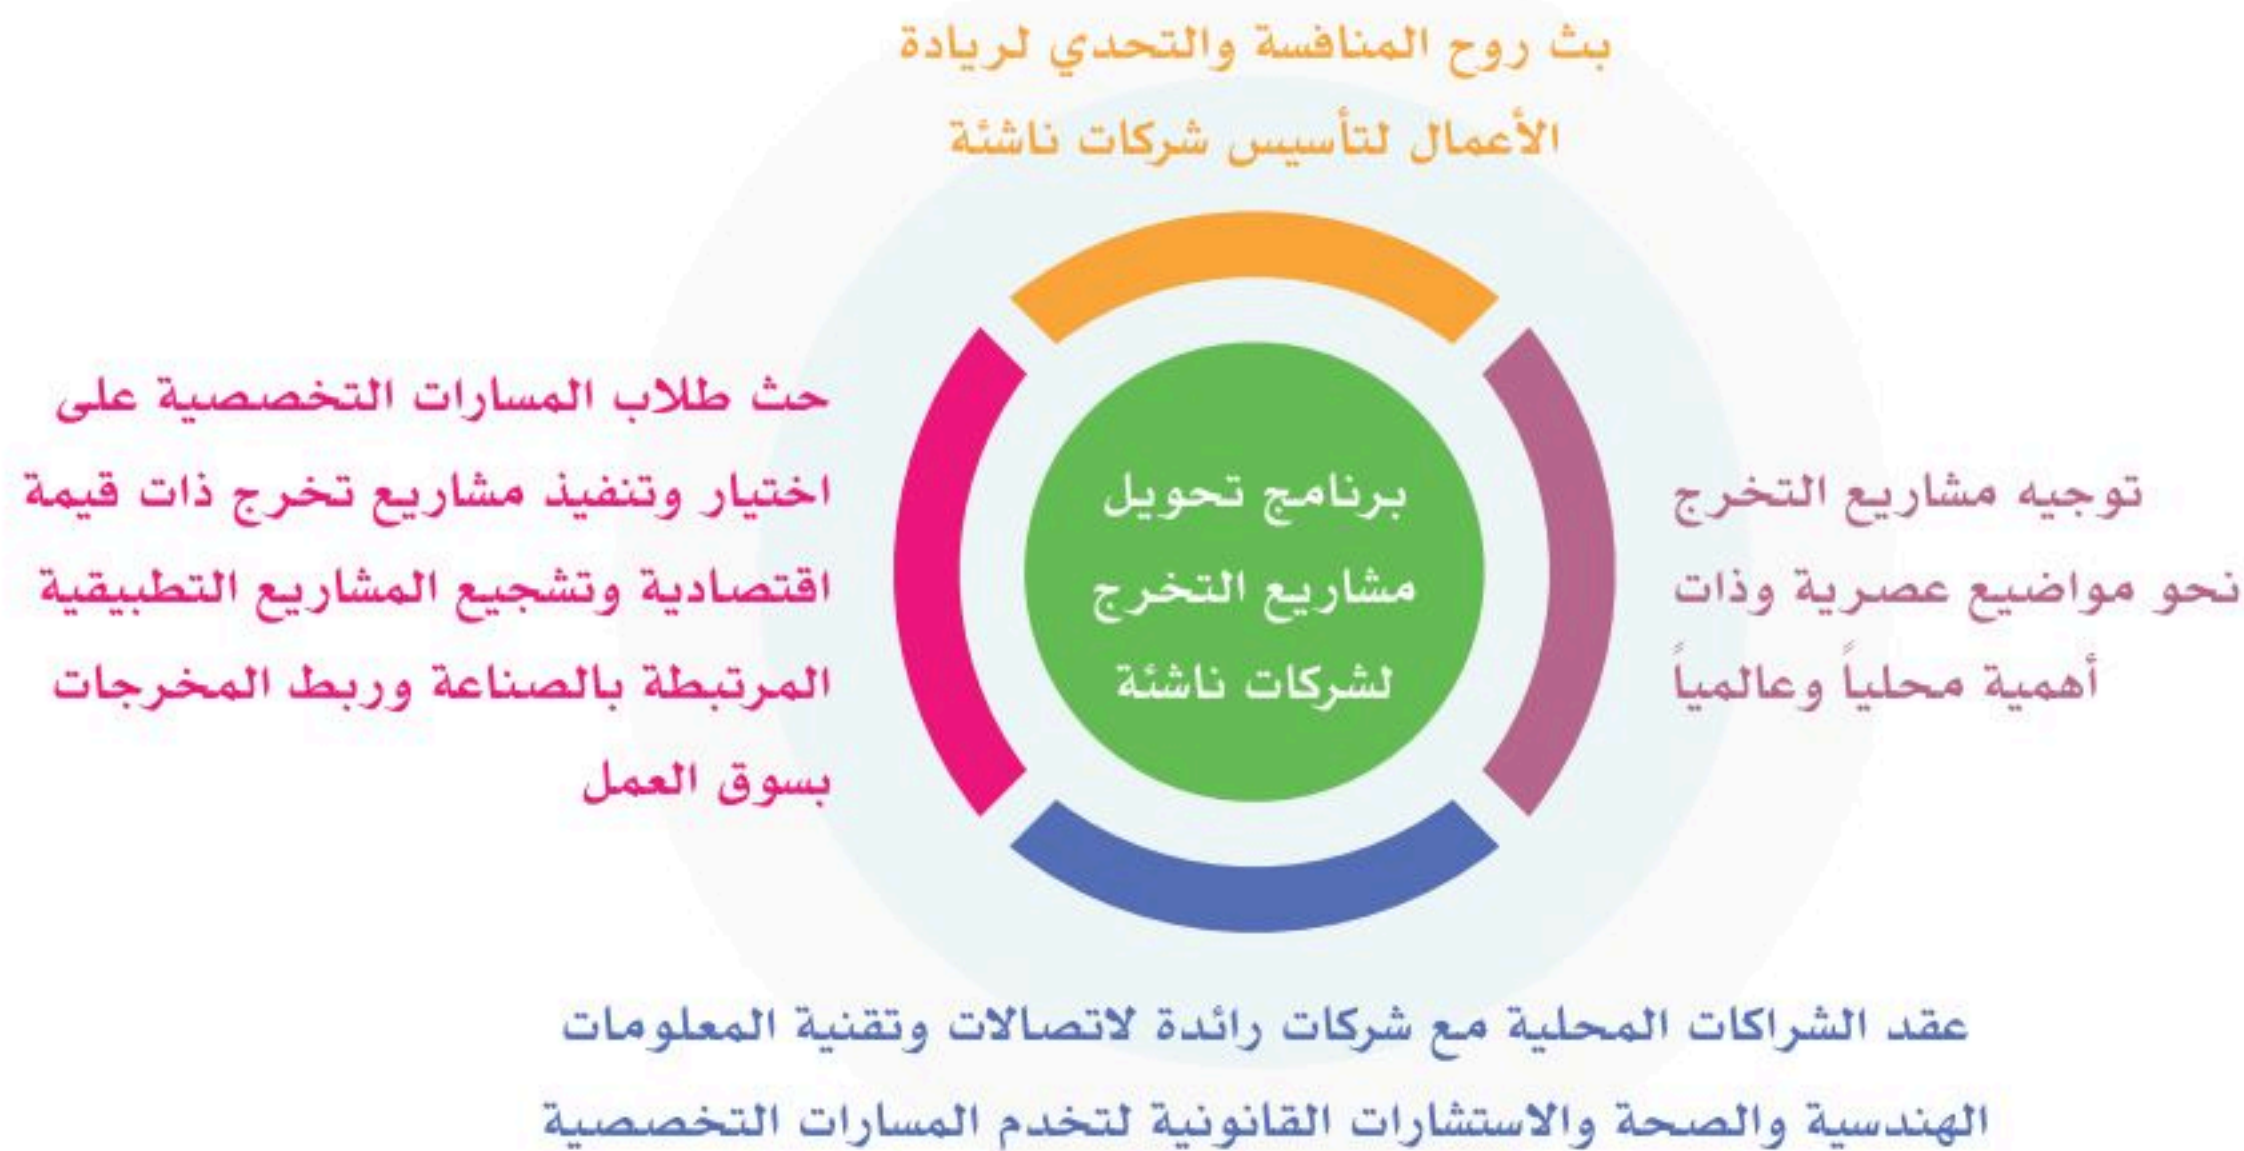 بث روح المنافسة والتحدي لريادة
الأعمال لتأسيس شركات ناشئة
توجيه مشاريع التخرج
نحو مواضيع عصرية وذات
أهمية محلياً وعالمياً
برنامج تحويل
مشاريع التخرج
لشركات ناشئة
حث طلاب المسارات التخصصية على
اختيار وتنفيذ مشاريع تخرج ذات قيمة
اقتصادية وتشجيع المشاريع التطبيقية
المرتبطة بالصناعة وربط المخرجات
بسوق العمل
عقد الشراكات المحلية مع شركات رائدة لاتصالات وتقنية المعلومات
الهندسية والصحة والاستشارات القانونية لتخدم المسارات التخصصية